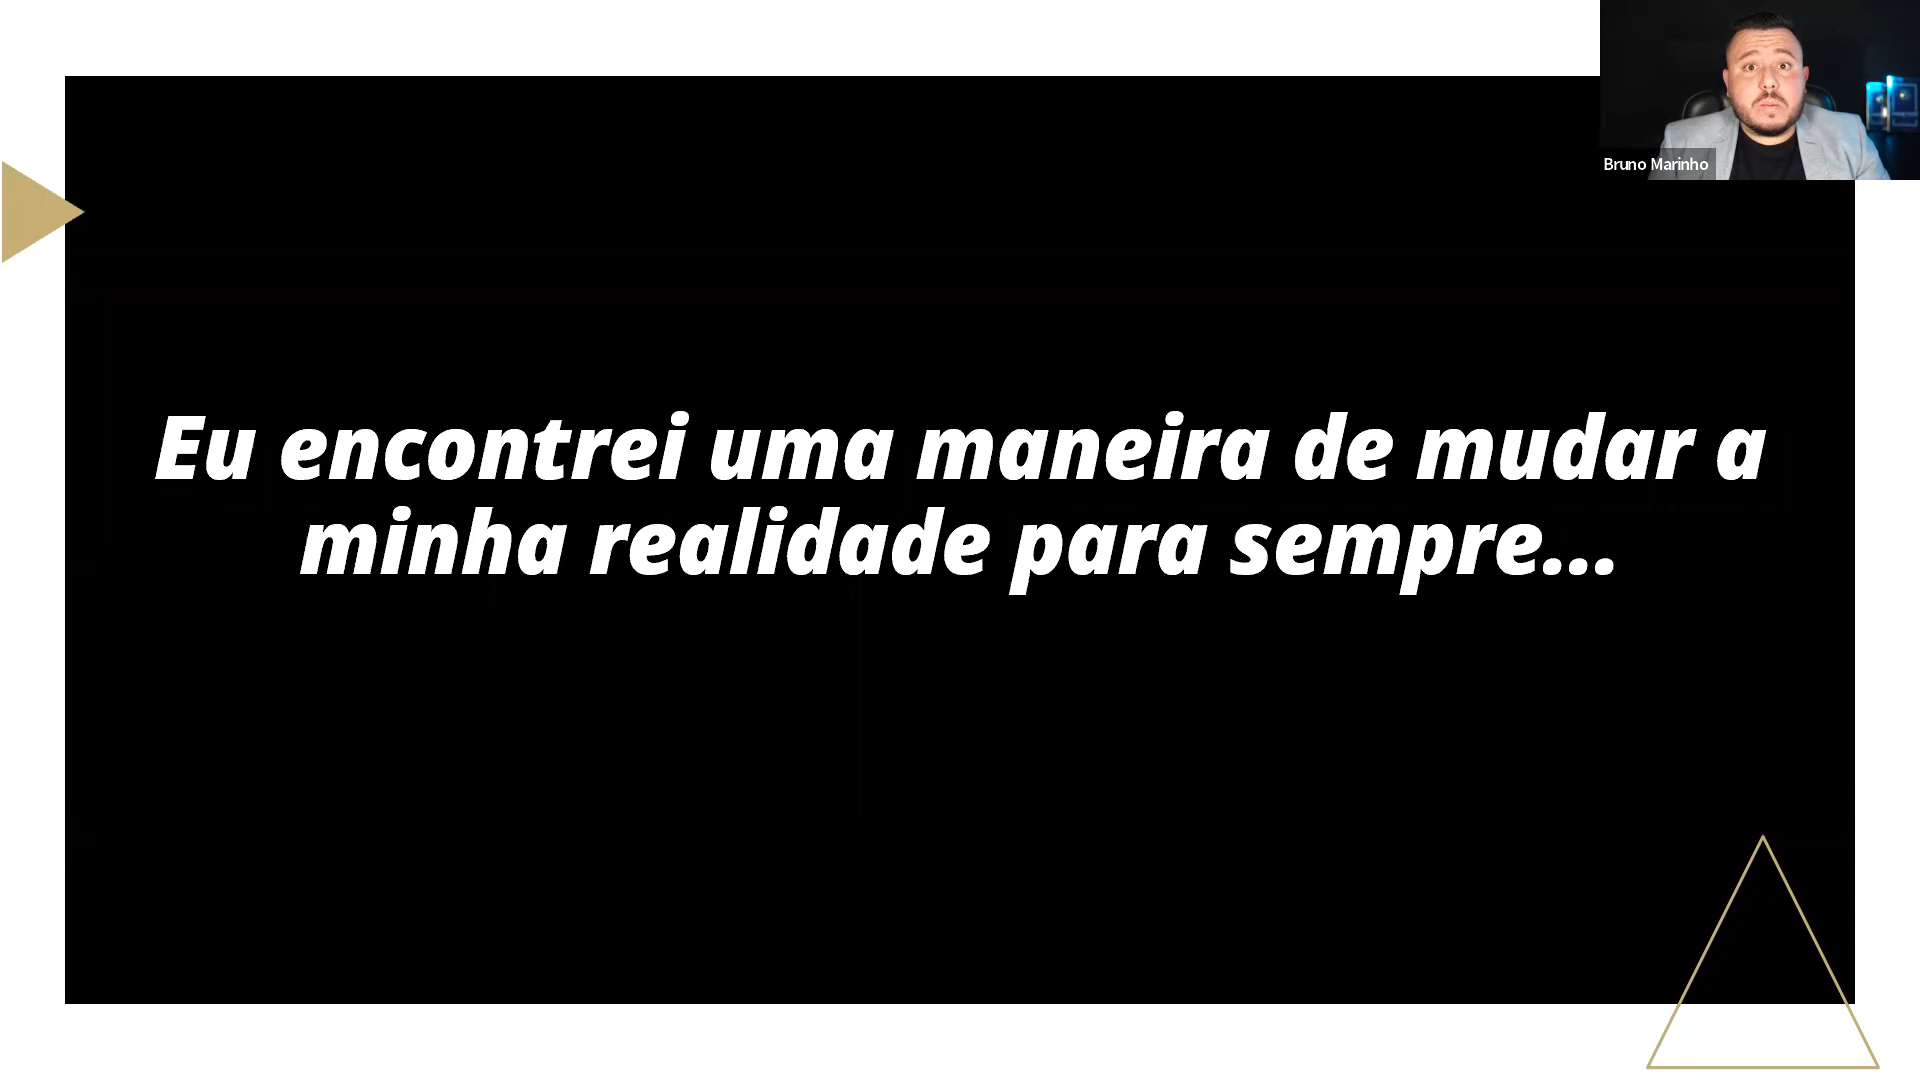 Bruno Marinho
Eu encontrei uma maneira de mudar a
minha realidade para sempre...